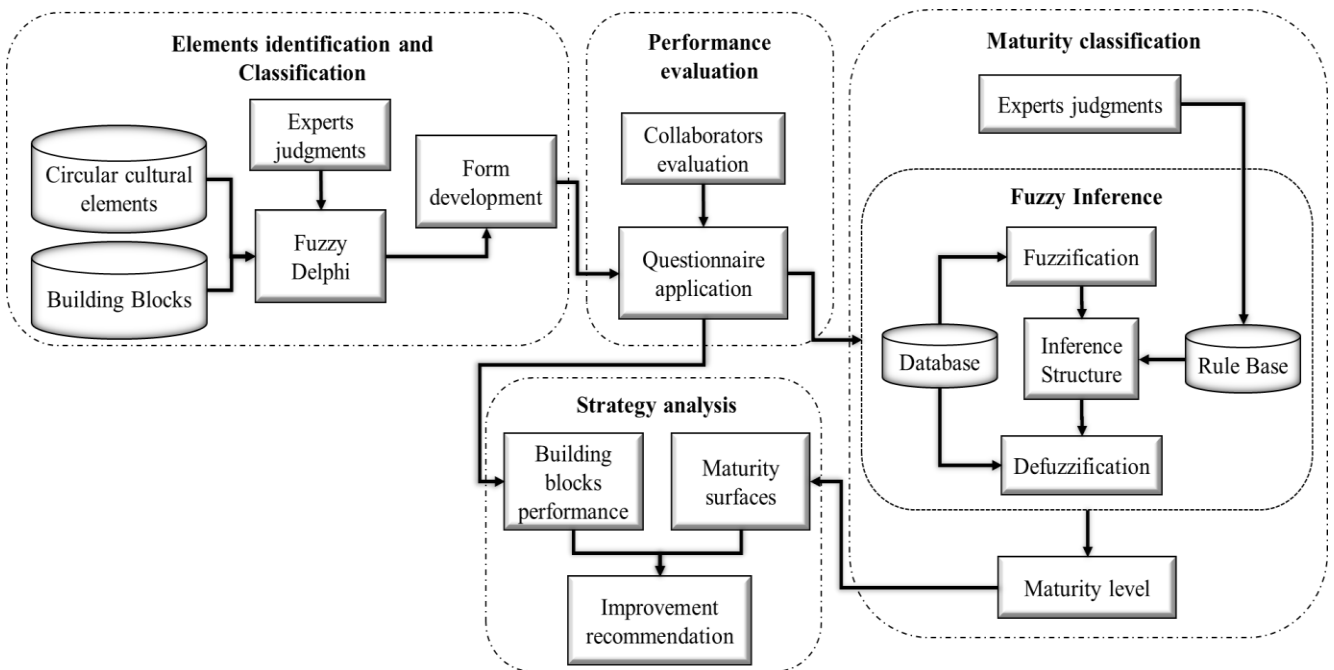 Elements identification and
Classification
Circular cultural
elements
Building Blocks
Experts
judgments
Fuzzy
Delphi
Form
development
Performance
evaluation
Collaborators
evaluation
Questionnaire
application
Maturity classification
Experts judgments
Fuzzy Inference
Fuzzification
Database
Inference
Structure
Rule Base
Defuzzification
Maturity level
Strategy analysis
Building
blocks
performance
Maturity
surfaces
Improvement
recommendation